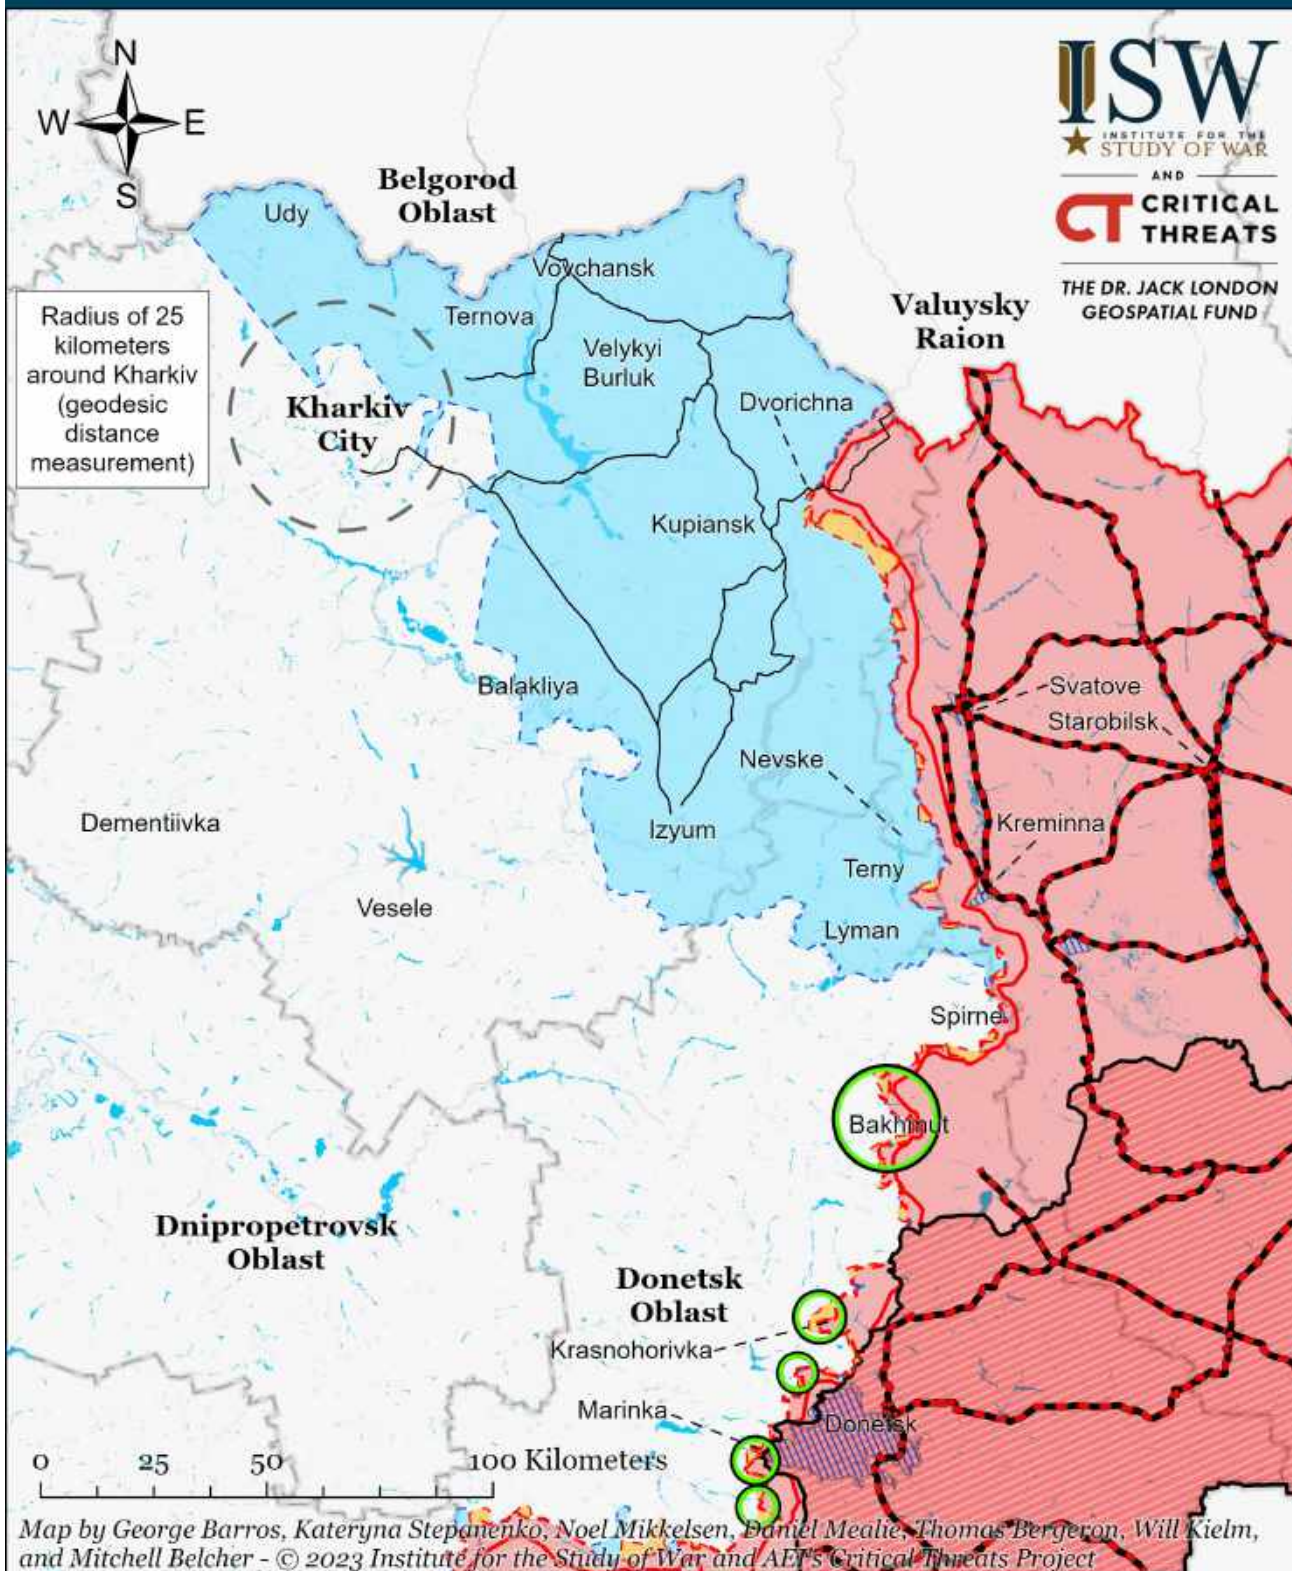 N
W E
S
ISW
INSTITUTE FOR THE
STUDY OF WAR
AND
CT CRITICAL
THREATS
THE DR. JACK LONDON
GEOSPATIAL FUND
Belgorod
Oblast
Udy
Vovchansk
Ternova
Valuysky
Raion
Radius of 25
kilometers
around Kharkiv
(geodesic
distance
measurement)
Velykyi
Burluk
Dvorichna
Kharkiv
City
Kupiansk
Balakliya
Svatove
Starobilsk
Nevske
Dementiivka
Izyum
Kreminna
Terny
Vesele
Lyman
Spirne
Bakhmut
Dnipropetrovsk
Oblast
Donetsk
Oblast
Krasnohorivka
Marinka
Donetsk
0 25 50 100 Kilometers
Map by George Barros, Kateryna Stepanenko, Noel Mikkelsen, Daniel Mealie, Thomas Bergeron, Will Kielm,
and Mitchell Belcher - © 2023 Institute for the Study of War and AEI's Critical Threats Project